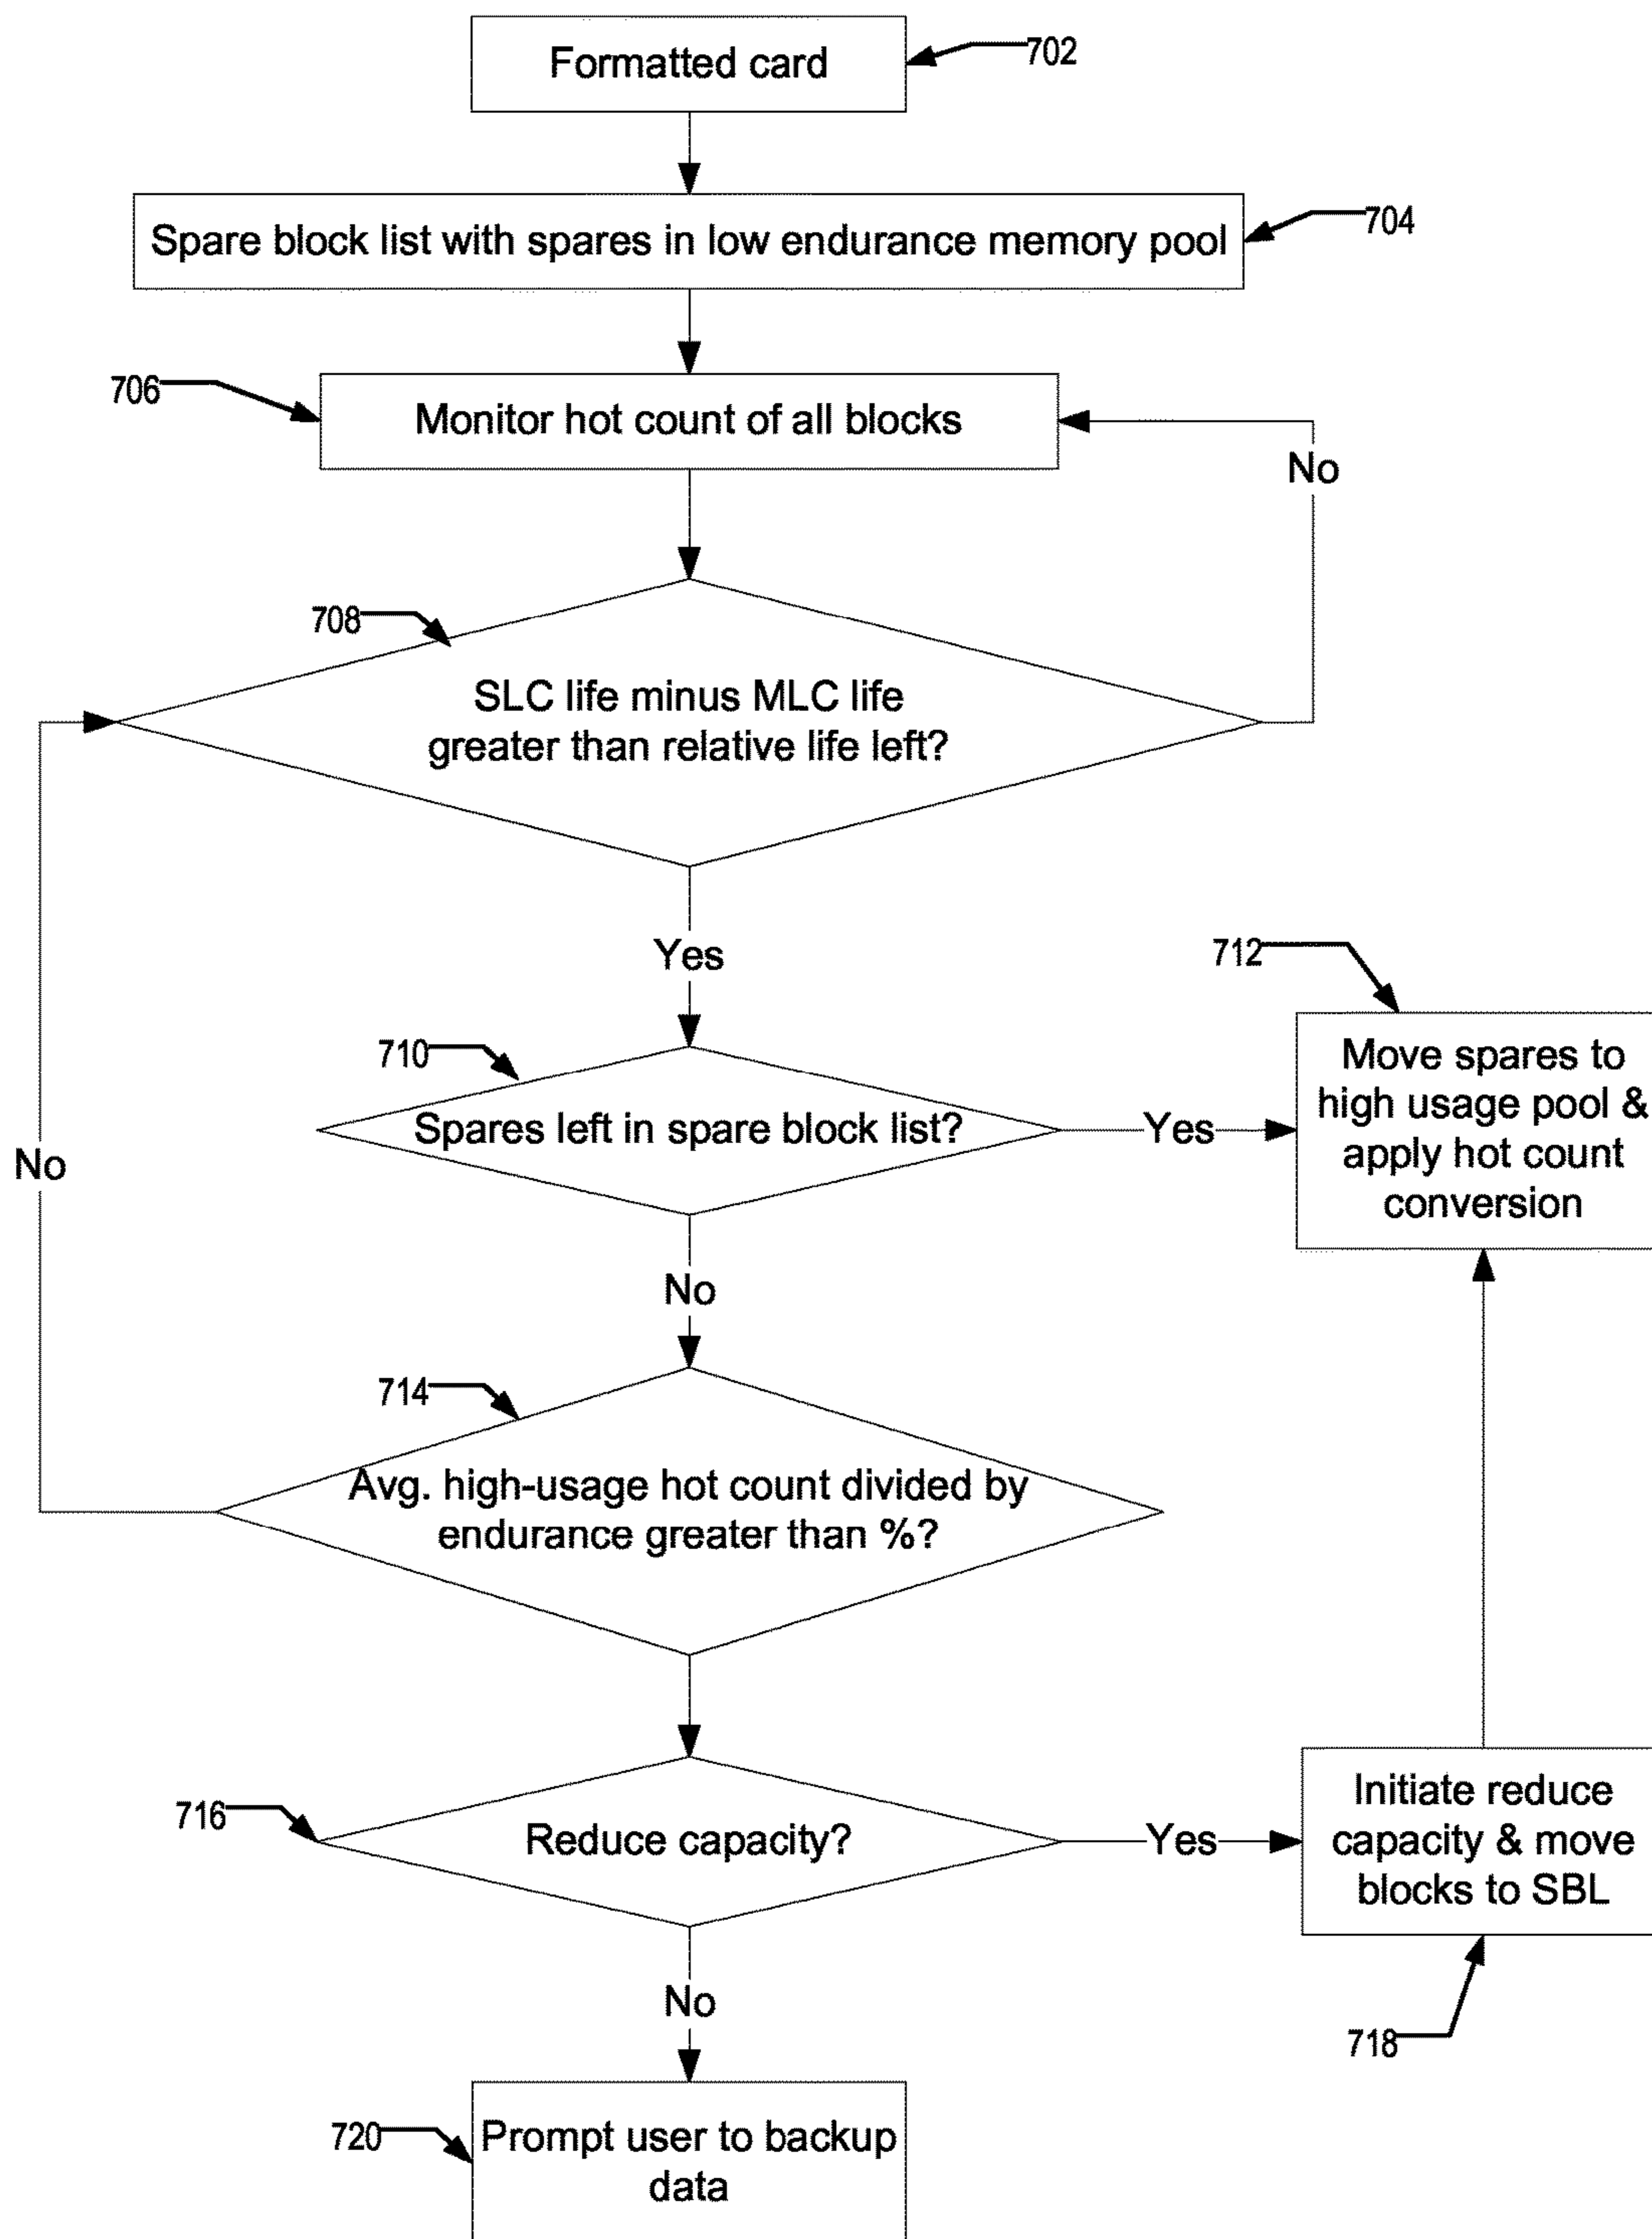 Formatted card
702
Spare block list with spares in low endurance memory pool
704
706
Monitor hot count of all blocks
No
708
SLC life minus MLC life
greater than relative life left?
Yes
712
710
Spares left in spare block list?
Yes
Move spares to
high usage pool &
apply hot count
conversion
No
No
714
Avg. high-usage hot count divided by
endurance greater than %?
716
Reduce capacity?
Yes
Initiate reduce
capacity & move
blocks to SBL
No
718
720
Prompt user to backup
data